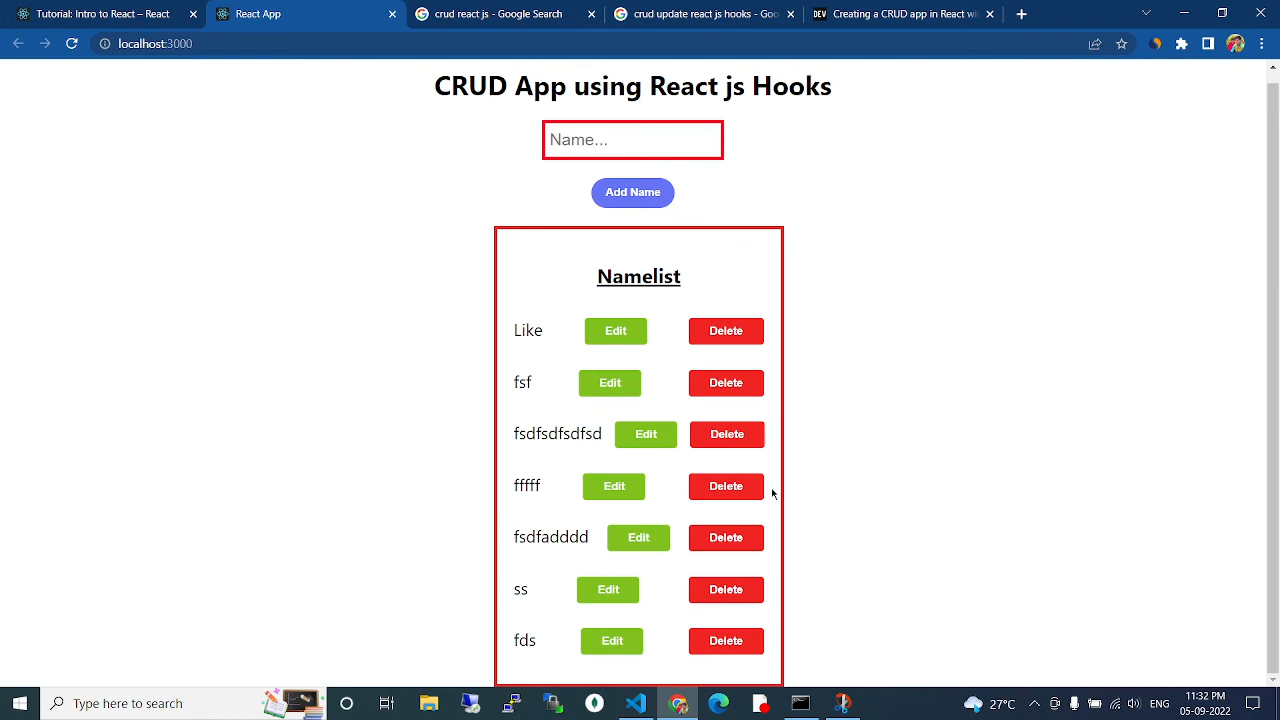 Tutorial: Intro to React – React
React App
crud react js - Google Search
crud update react js hooks - Goo
Creating a CRUD app in React wit
DEV
localhost:3000
CRUD App using React js Hooks
Name...
Add Name
Namelist
Like Edit Delete
fsf Edit Delete
fsdfsdfsdfsd Edit Delete
fffff Edit Delete
fsdfadddd Edit Delete
ss Edit Delete
fds Edit Delete
Type here to search
ENG
11:32 PM
05-09-2022